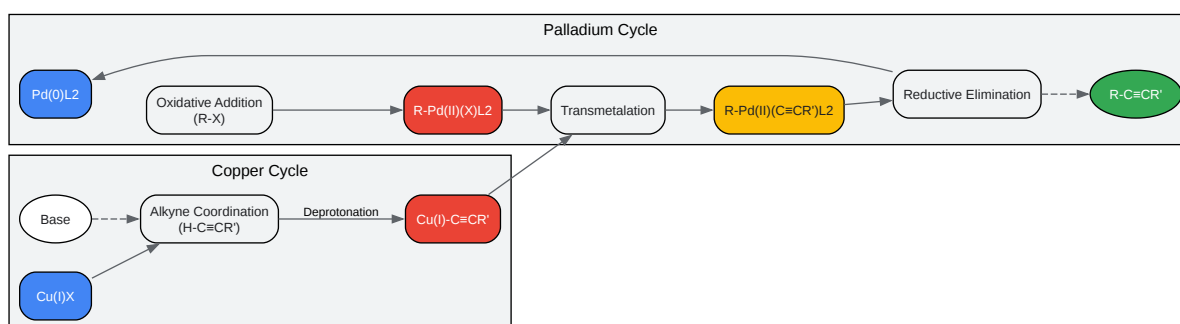 Palladium Cycle
Pd(0)L2
Oxidative Addition
(R-X)
R-Pd(II)(X)L2
Transmetalation
R-Pd(II)(C≡CR')L2
Reductive Elimination
R-C≡CR'
Copper Cycle
Base
Alkyne Coordination
(H-C≡CR')
Deprotonation
Cu(I)-C≡CR'
Cu(I)X